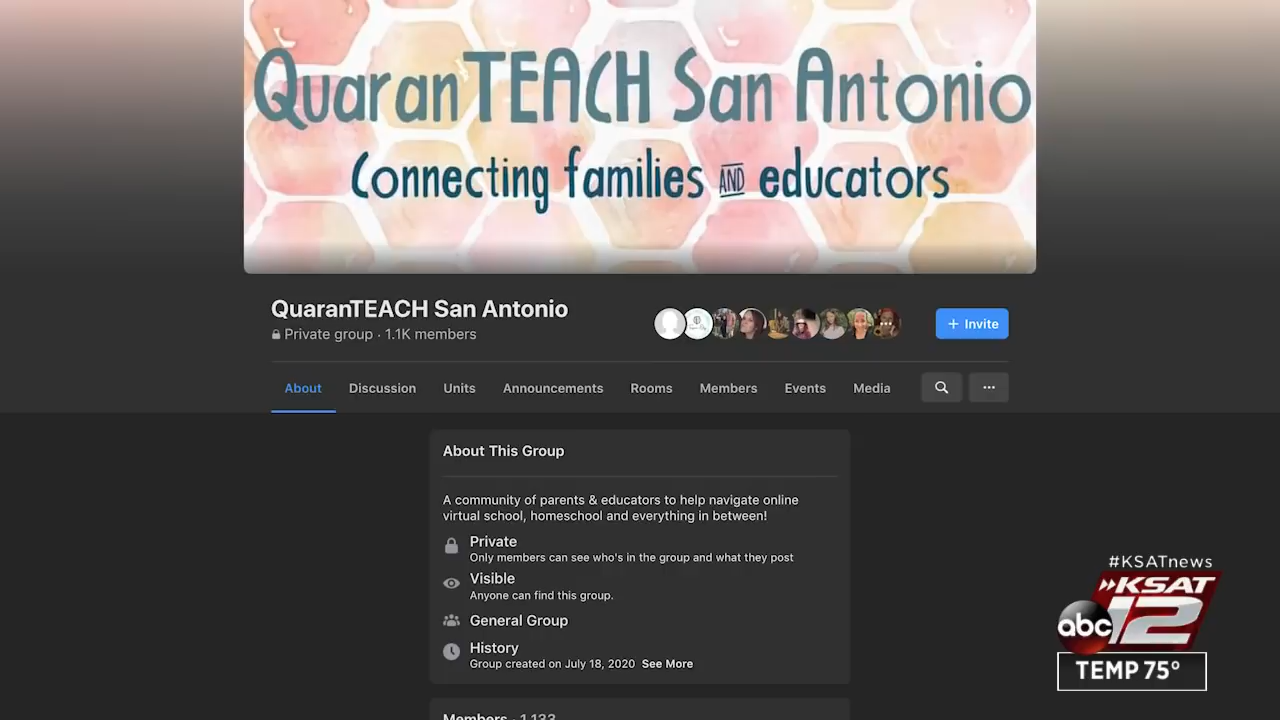 QuaranTEACH San Antonio
Connecting families AND educators
QuaranTEACH San Antonio
Private group · 1.1K members
+ Invite
About Discussion Units Announcements Rooms Members Events Media
About This Group
A community of parents & educators to help navigate online
virtual school, homeschool and everything in between!
Private
Only members can see who's in the group and what they post
Visible
Anyone can find this group.
General Group
History
Group created on July 18, 2020 See More
Members · 1,133
#KSATnews
KSAT
abc 12
TEMP 75°